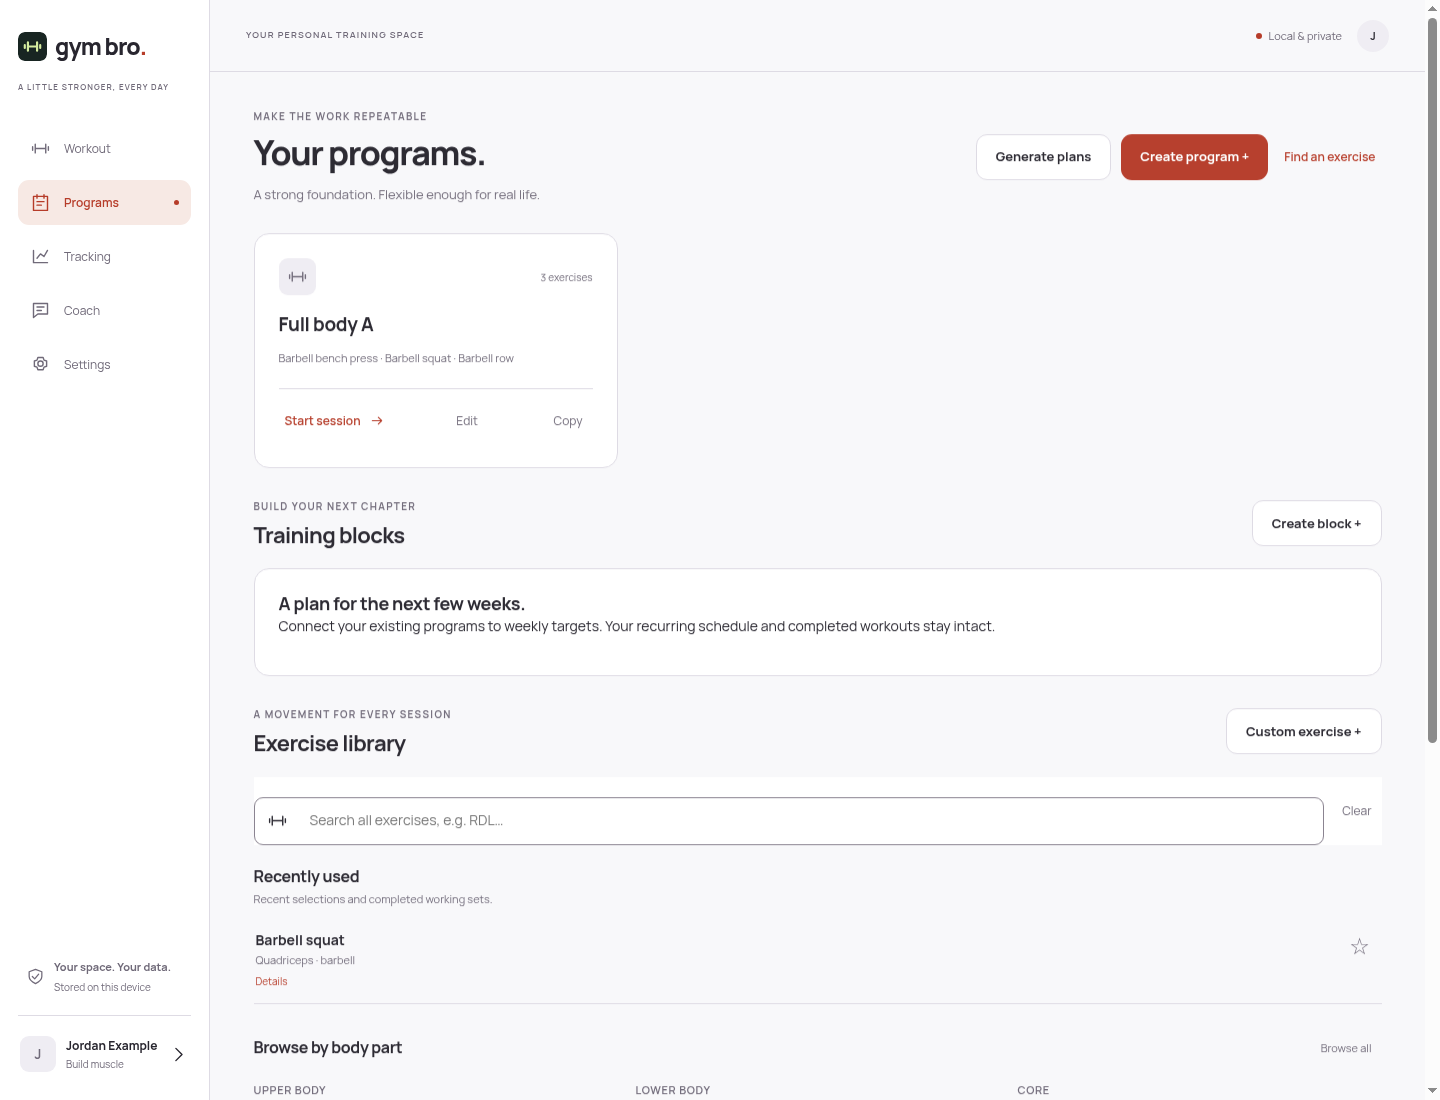 gym bro.
A LITTLE STRONGER, EVERY DAY
Workout
Programs
Tracking
Coach
Settings
Your space. Your data.
Stored on this device
J
Jordan Example
Build muscle
YOUR PERSONAL TRAINING SPACE
Local & private
J
MAKE THE WORK REPEATABLE
Your programs.
A strong foundation. Flexible enough for real life.
Generate plans
Create program +
Find an exercise
3 exercises
Full body A
Barbell bench press · Barbell squat · Barbell row
Start session →
Edit
Copy
BUILD YOUR NEXT CHAPTER
Training blocks
Create block +
A plan for the next few weeks.
Connect your existing programs to weekly targets. Your recurring schedule and completed workouts stay intact.
A MOVEMENT FOR EVERY SESSION
Exercise library
Custom exercise +
Search all exercises, e.g. RDL...
Clear
Recently used
Recent selections and completed working sets.
Barbell squat
Quadriceps · barbell
Details
Browse by body part
Browse all
UPPER BODY
LOWER BODY
CORE